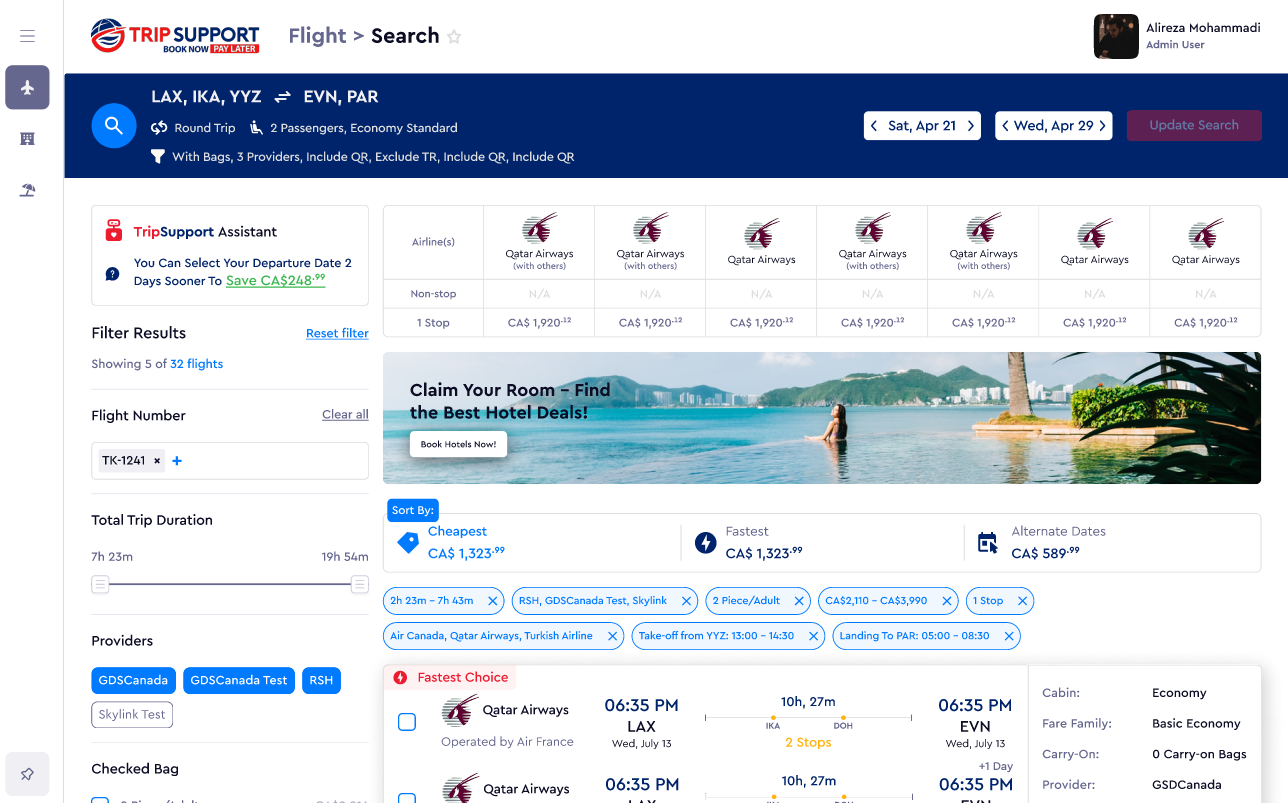 TRIP SUPPORT
BOOK NOW PAY LATER
Flight > Search
Alireza Mohammadi
Admin User
LAX, IKA, YYZ EVN, PAR
Round Trip 2 Passengers, Economy Standard
With Bags, 3 Providers, Include QR, Exclude TR, Include QR, Include QR
Sat, Apr 21
Wed, Apr 29
Update Search
TripSupport Assistant
You Can Select Your Departure Date 2
Days Sooner To Save CA$248.99
Filter Results Reset filter
Showing 5 of 32 flights
Flight Number Clear all
TK-1241 × +
Total Trip Duration
7h 23m 19h 54m
Providers
GDSCanada GDSCanada Test RSH
Skylink Test
Checked Bag
Airline(s)
Qatar Airways (with others)
Qatar Airways (with others)
Qatar Airways
Qatar Airways (with others)
Qatar Airways (with others)
Qatar Airways
Qatar Airways
Non-stop N/A N/A N/A N/A N/A N/A N/A
1 Stop CA$ 1,920.12 CA$ 1,920.12 CA$ 1,920.12 CA$ 1,920.12 CA$ 1,920.12 CA$ 1,920.12 CA$ 1,920.12
Claim Your Room – Find
the Best Hotel Deals!
Book Hotels Now!
Sort By:
Cheapest
CA$ 1,323.99
Fastest
CA$ 1,323.99
Alternate Dates
CA$ 589.99
2h 23m – 7h 43m RSH, GDSCanada Test, Skylink 2 Piece/Adult CA$2,110 – CA$3,990 1 Stop
Air Canada, Qatar Airways, Turkish Airline Take-off from YYZ: 13:00 – 14:30 Landing To PAR: 05:00 – 08:30
Fastest Choice
Qatar Airways
Operated by Air France
06:35 PM
LAX
Wed, July 13
10h, 27m
IKA DOH
2 Stops
06:35 PM
EVN
Wed, July 13
+1 Day
Qatar Airways
06:35 PM
LAX
10h, 27m
06:35 PM
EVN
Cabin: Economy
Fare Family: Basic Economy
Carry-On: 0 Carry-on Bags
Provider: GSDCanada